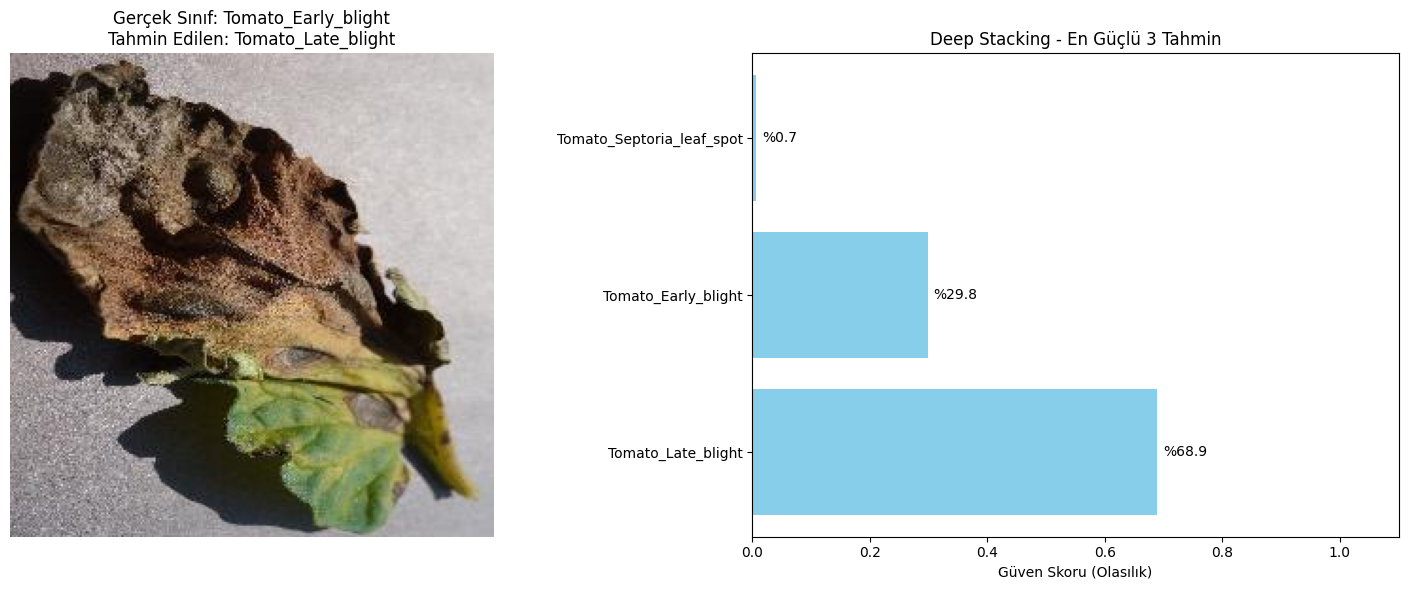 Gerçek Sınıf: Tomato_Early_blight
Tahmin Edilen: Tomato_Late_blight
Deep Stacking - En Güçlü 3 Tahmin
Tomato_Septoria_leaf_spot
%0.7
Tomato_Early_blight
%29.8
Tomato_Late_blight
%68.9
0.0 0.2 0.4 0.6 0.8 1.0
Güven Skoru (Olasılık)